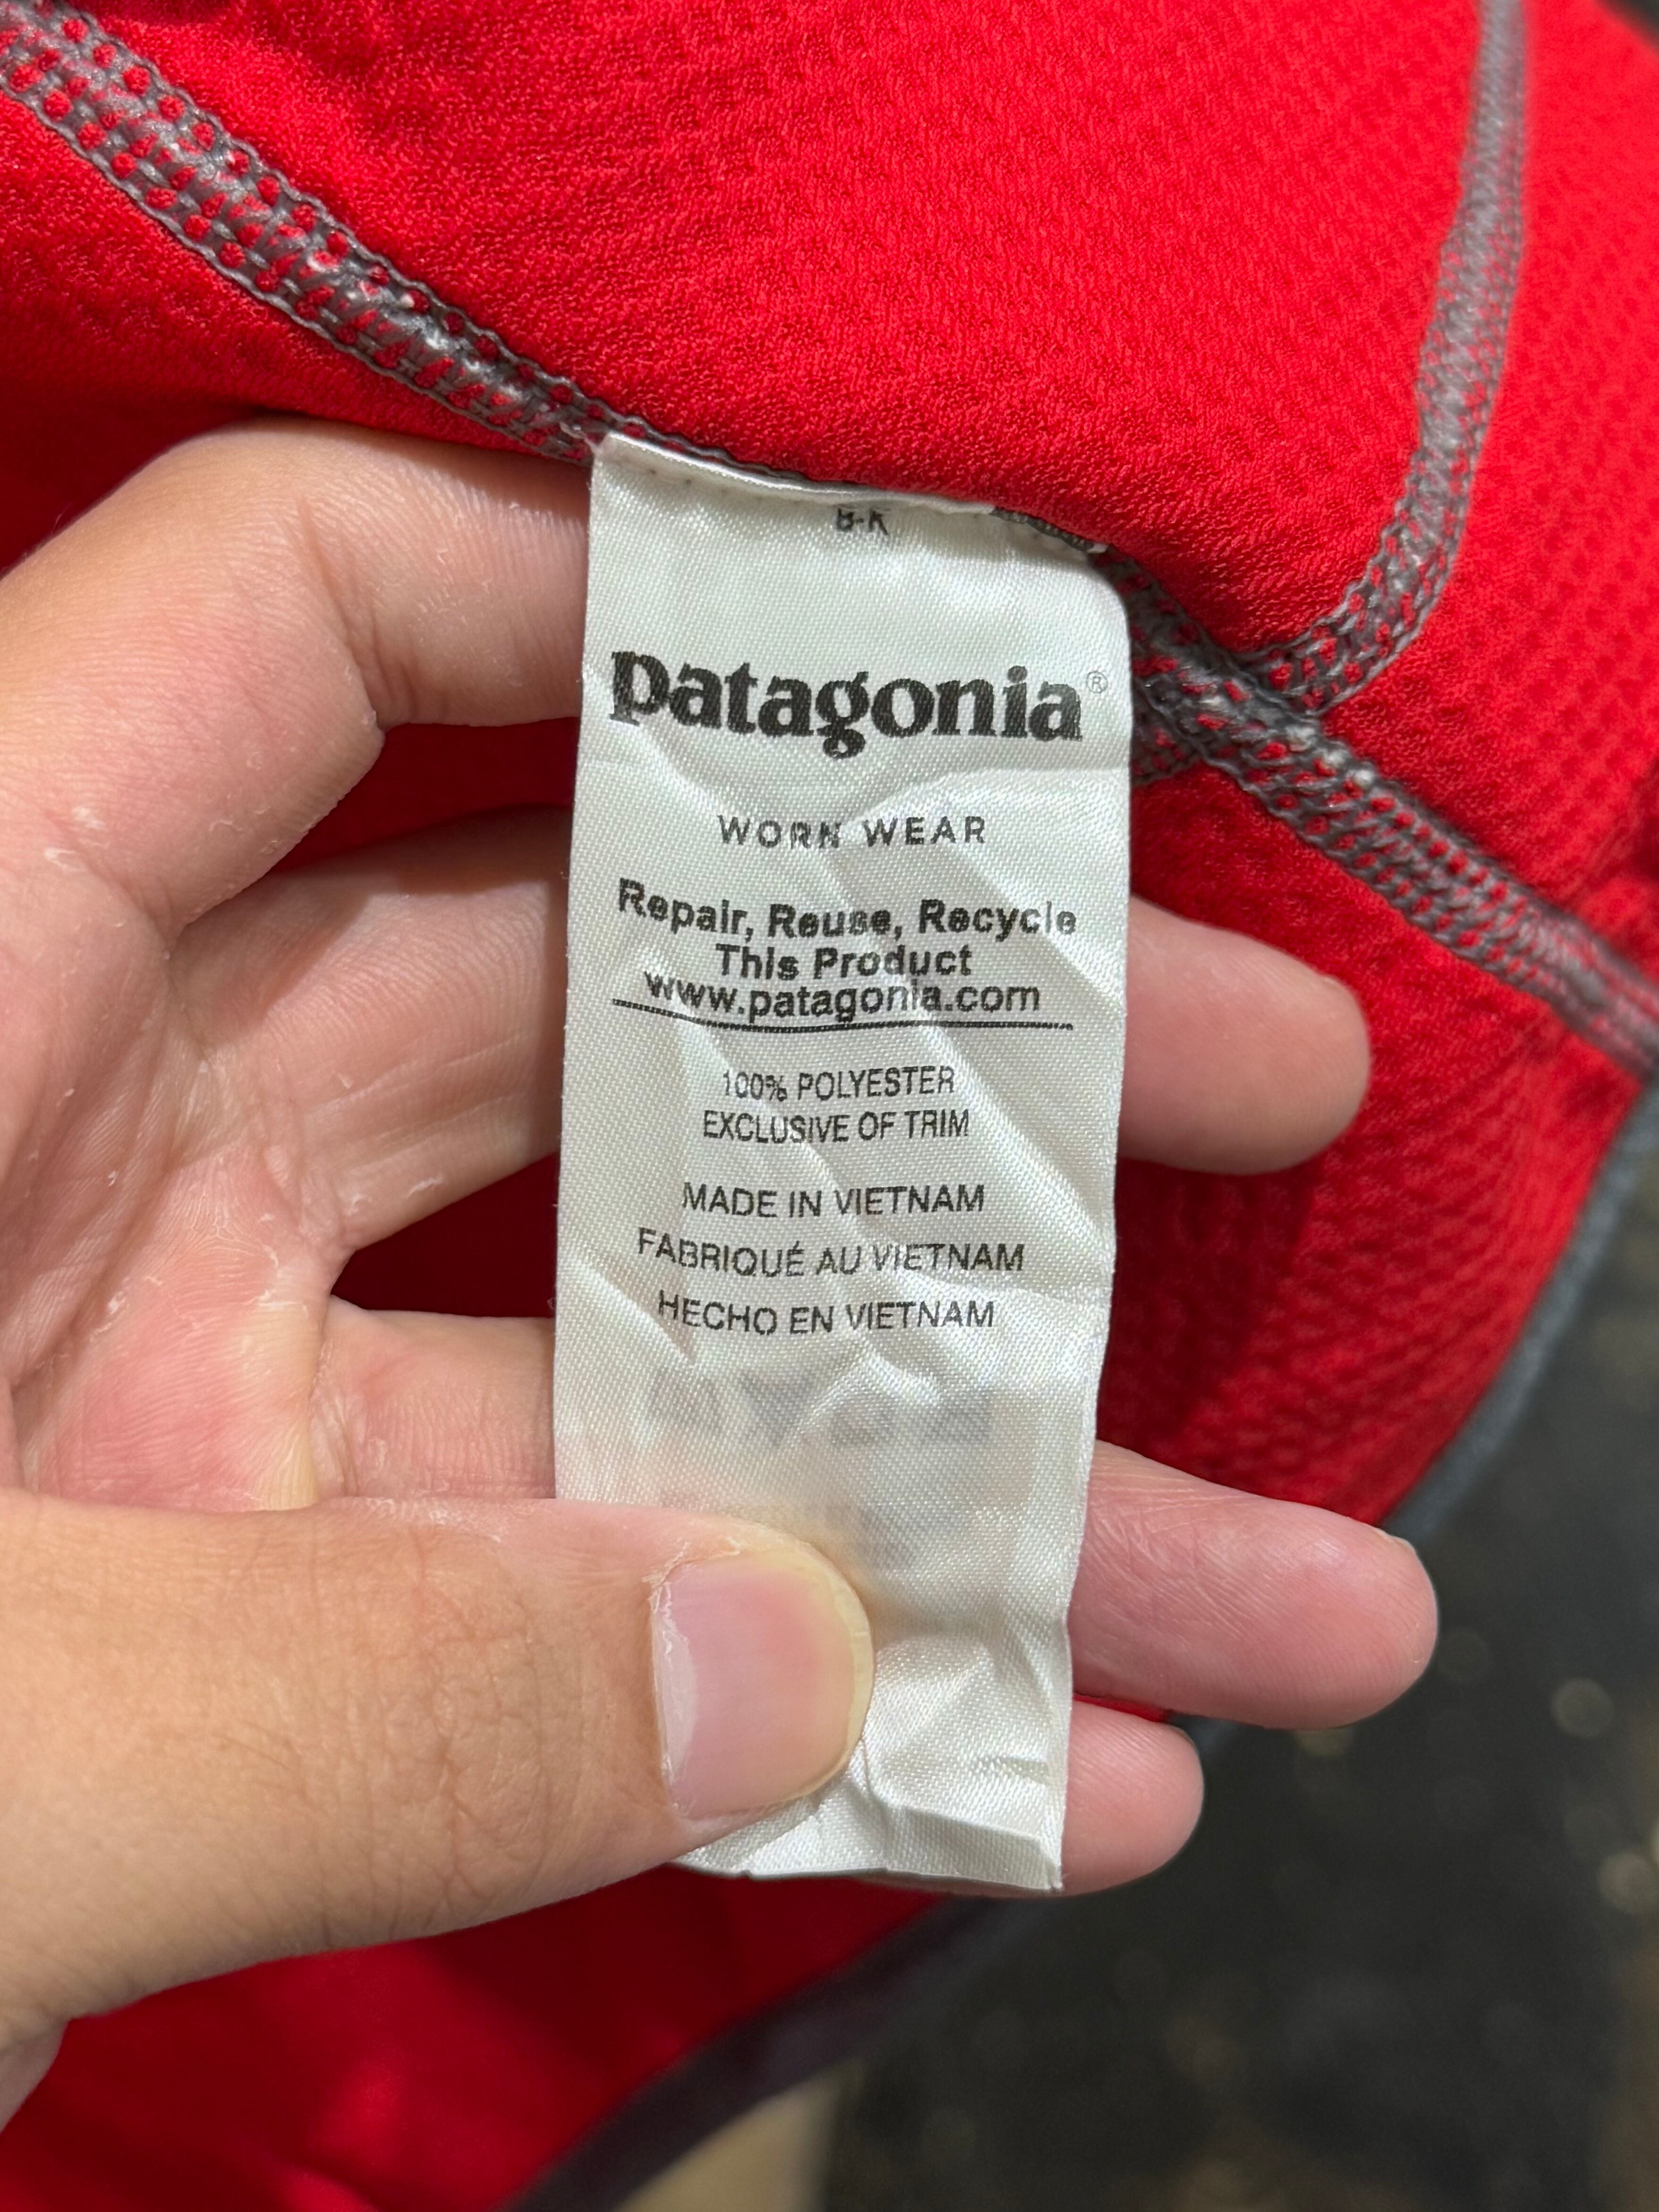 B-K
patagonia®
WORN WEAR
Repair, Reuse, Recycle
This Product
www.patagonia.com
100% POLYESTER
EXCLUSIVE OF TRIM
MADE IN VIETNAM
FABRIQUÉ AU VIETNAM
HECHO EN VIETNAM